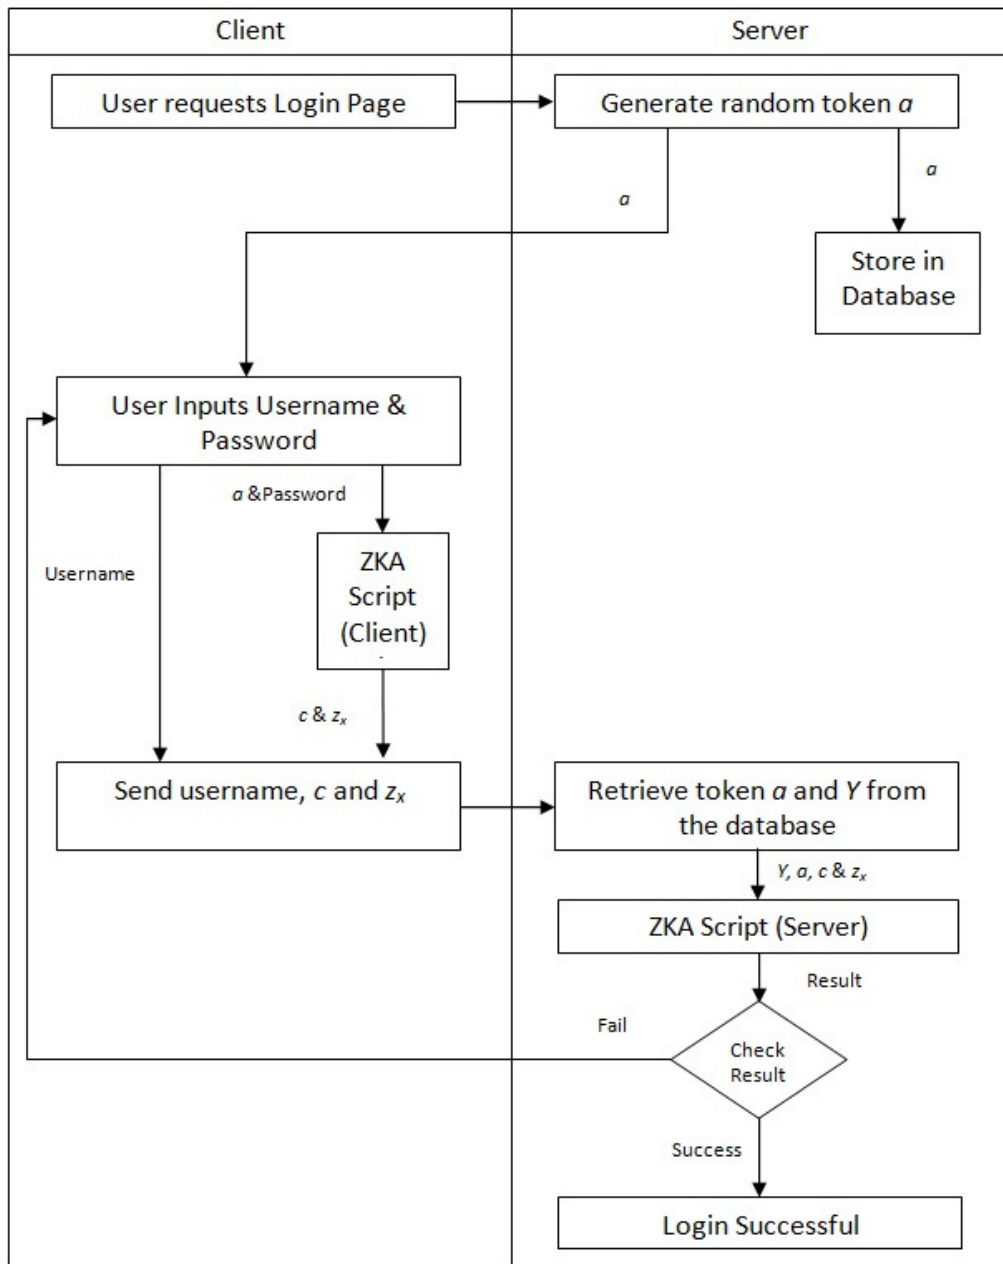 Client
Server
User requests Login Page
Generate random token a
a
a
Store in
Database
User Inputs Username &
Password
a &Password
Username
ZKA
Script
(Client)
c & zₓ
Send username, c and zₓ
Retrieve token a and Y from
the database
Y, a, c & zₓ
ZKA Script (Server)
Result
Fail
Check
Result
Success
Login Successful